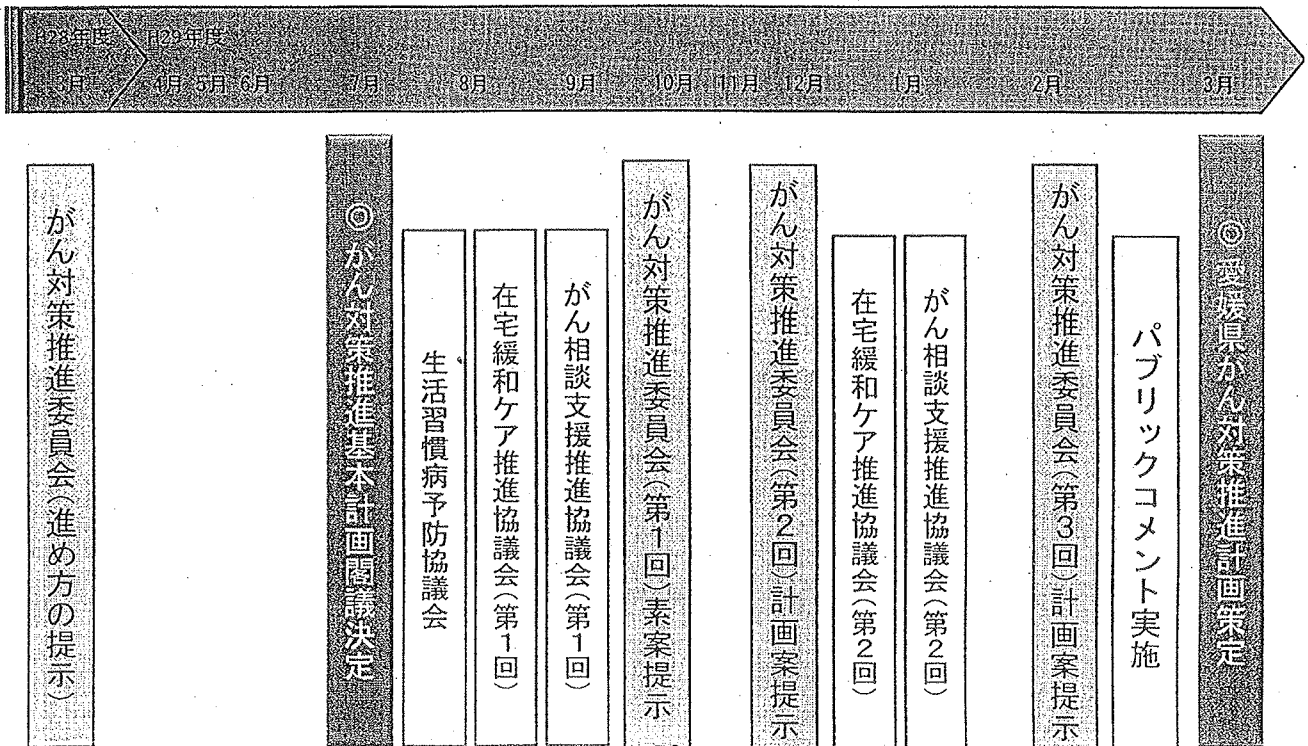 H28年度 H29年度
3月 4月 5月 6月 7月 8月 9月 10月 11月 12月 1月 2月 3月
がん対策推進委員会(進め方の提示)
◎がん対策推進基本計画閣議決定
生活習慣病予防協議会
在宅緩和ケア推進協議会(第1回)
がん相談支援推進協議会(第1回)
がん対策推進委員会(第1回)素案提示
がん対策推進委員会(第2回)計画案提示
在宅緩和ケア推進協議会(第2回)
がん相談支援推進協議会(第2回)
がん対策推進委員会(第3回)計画案提示
パブリックコメント実施
◎愛媛県がん対策推進計画策定